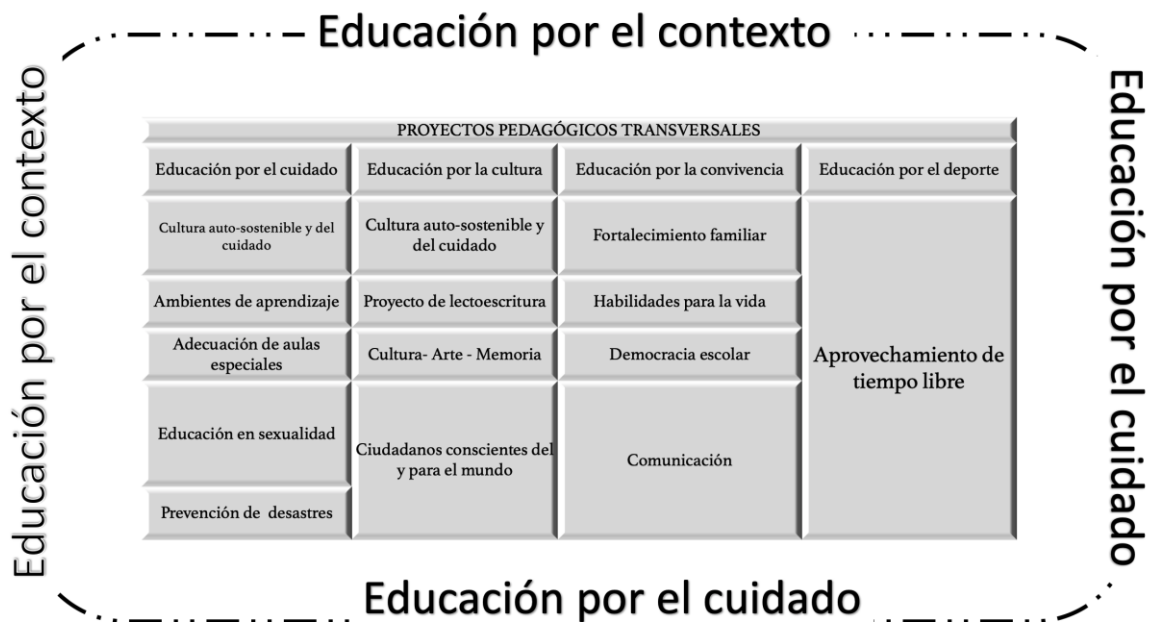 Educación por el contexto
Educación por el contexto
Educación por el cuidado
PROYECTOS PEDAGÓGICOS TRANSVERSALES
Educación por el cuidado
Educación por la cultura
Educación por la convivencia
Educación por el deporte
Cultura auto-sostenible y del
cuidado
Cultura auto-sostenible y
del cuidado
Fortalecimiento familiar
Aprovechamiento de
tiempo libre
Ambientes de aprendizaje
Proyecto de lectoescritura
Habilidades para la vida
Adecuación de aulas
especiales
Cultura- Arte - Memoria
Democracia escolar
Educación en sexualidad
Ciudadanos conscientes del
y para el mundo
Comunicación
Prevención de desastres
Educación por el cuidado